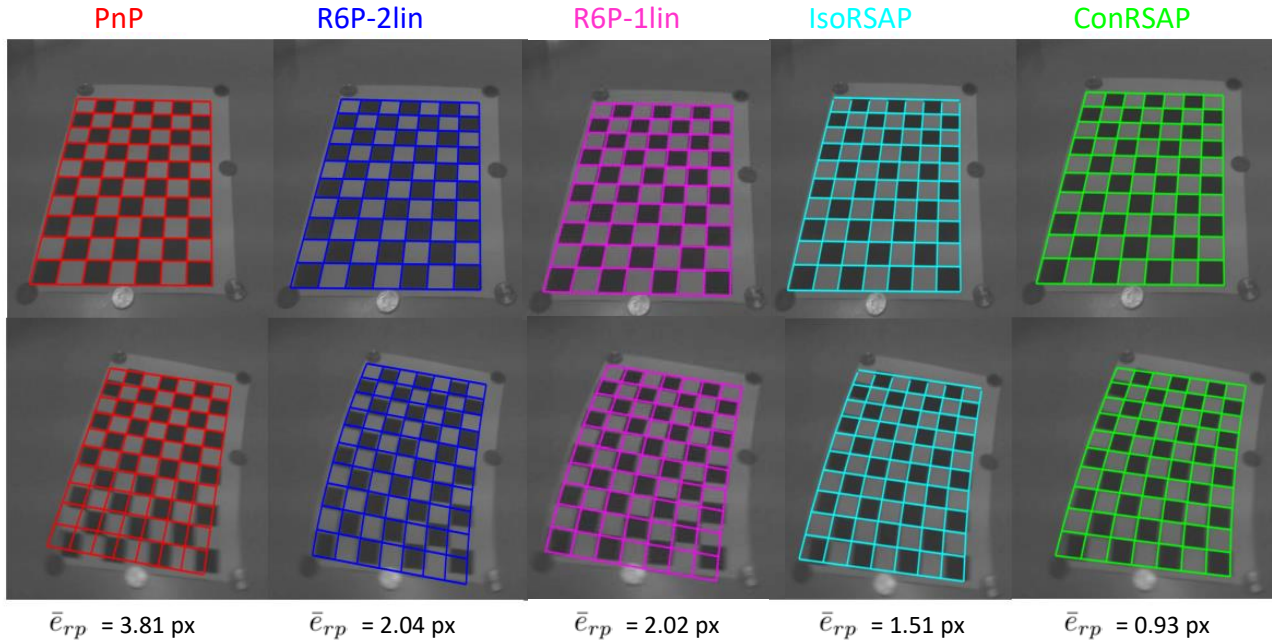 PnP R6P-2lin R6P-1lin IsoRSAP ConRSAP
ē_rp = 3.81 px ē_rp = 2.04 px ē_rp = 2.02 px ē_rp = 1.51 px ē_rp = 0.93 px